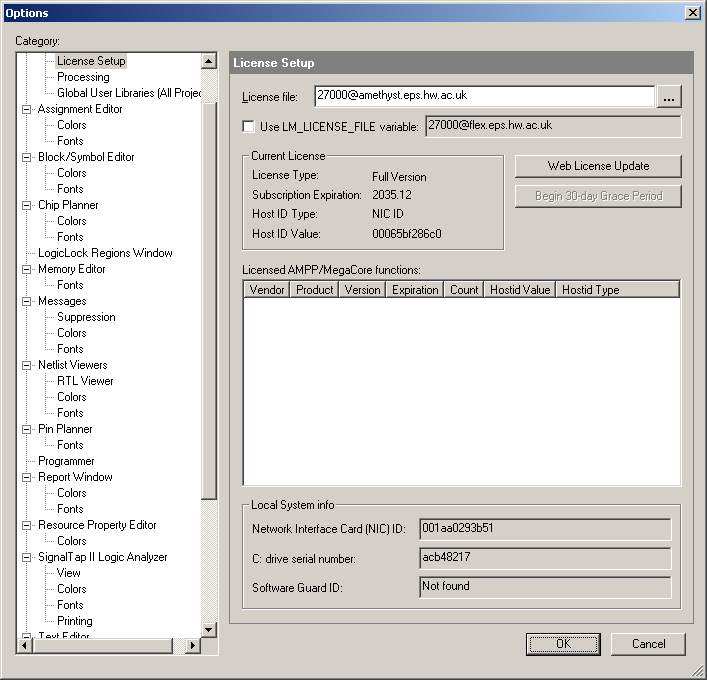 Options
Category:
License Setup
Processing
Global User Libraries (All Projec
Assignment Editor
Colors
Fonts
Block/Symbol Editor
Colors
Fonts
Chip Planner
Colors
Fonts
LogicLock Regions Window
Memory Editor
Fonts
Messages
Suppression
Colors
Fonts
Netlist Viewers
RTL Viewer
Colors
Fonts
Pin Planner
Fonts
Programmer
Report Window
Colors
Fonts
Resource Property Editor
Colors
SignalTap II Logic Analyzer
View
Colors
Fonts
Printing
Text Editor
License Setup
License file: 27000@amethyst.eps.hw.ac.uk ...
Use LM_LICENSE_FILE variable: 27000@flex.eps.hw.ac.uk
Current License
License Type: Full Version
Subscription Expiration: 2035.12
Host ID Type: NIC ID
Host ID Value: 00065bf286c0
Web License Update
Begin 30-day Grace Period
Licensed AMPP/MegaCore functions:
Vendor Product Version Expiration Count Hostid Value Hostid Type
Local System info
Network Interface Card (NIC) ID: 001aa0293b51
C: drive serial number: acb48217
Software Guard ID: Not found
OK Cancel